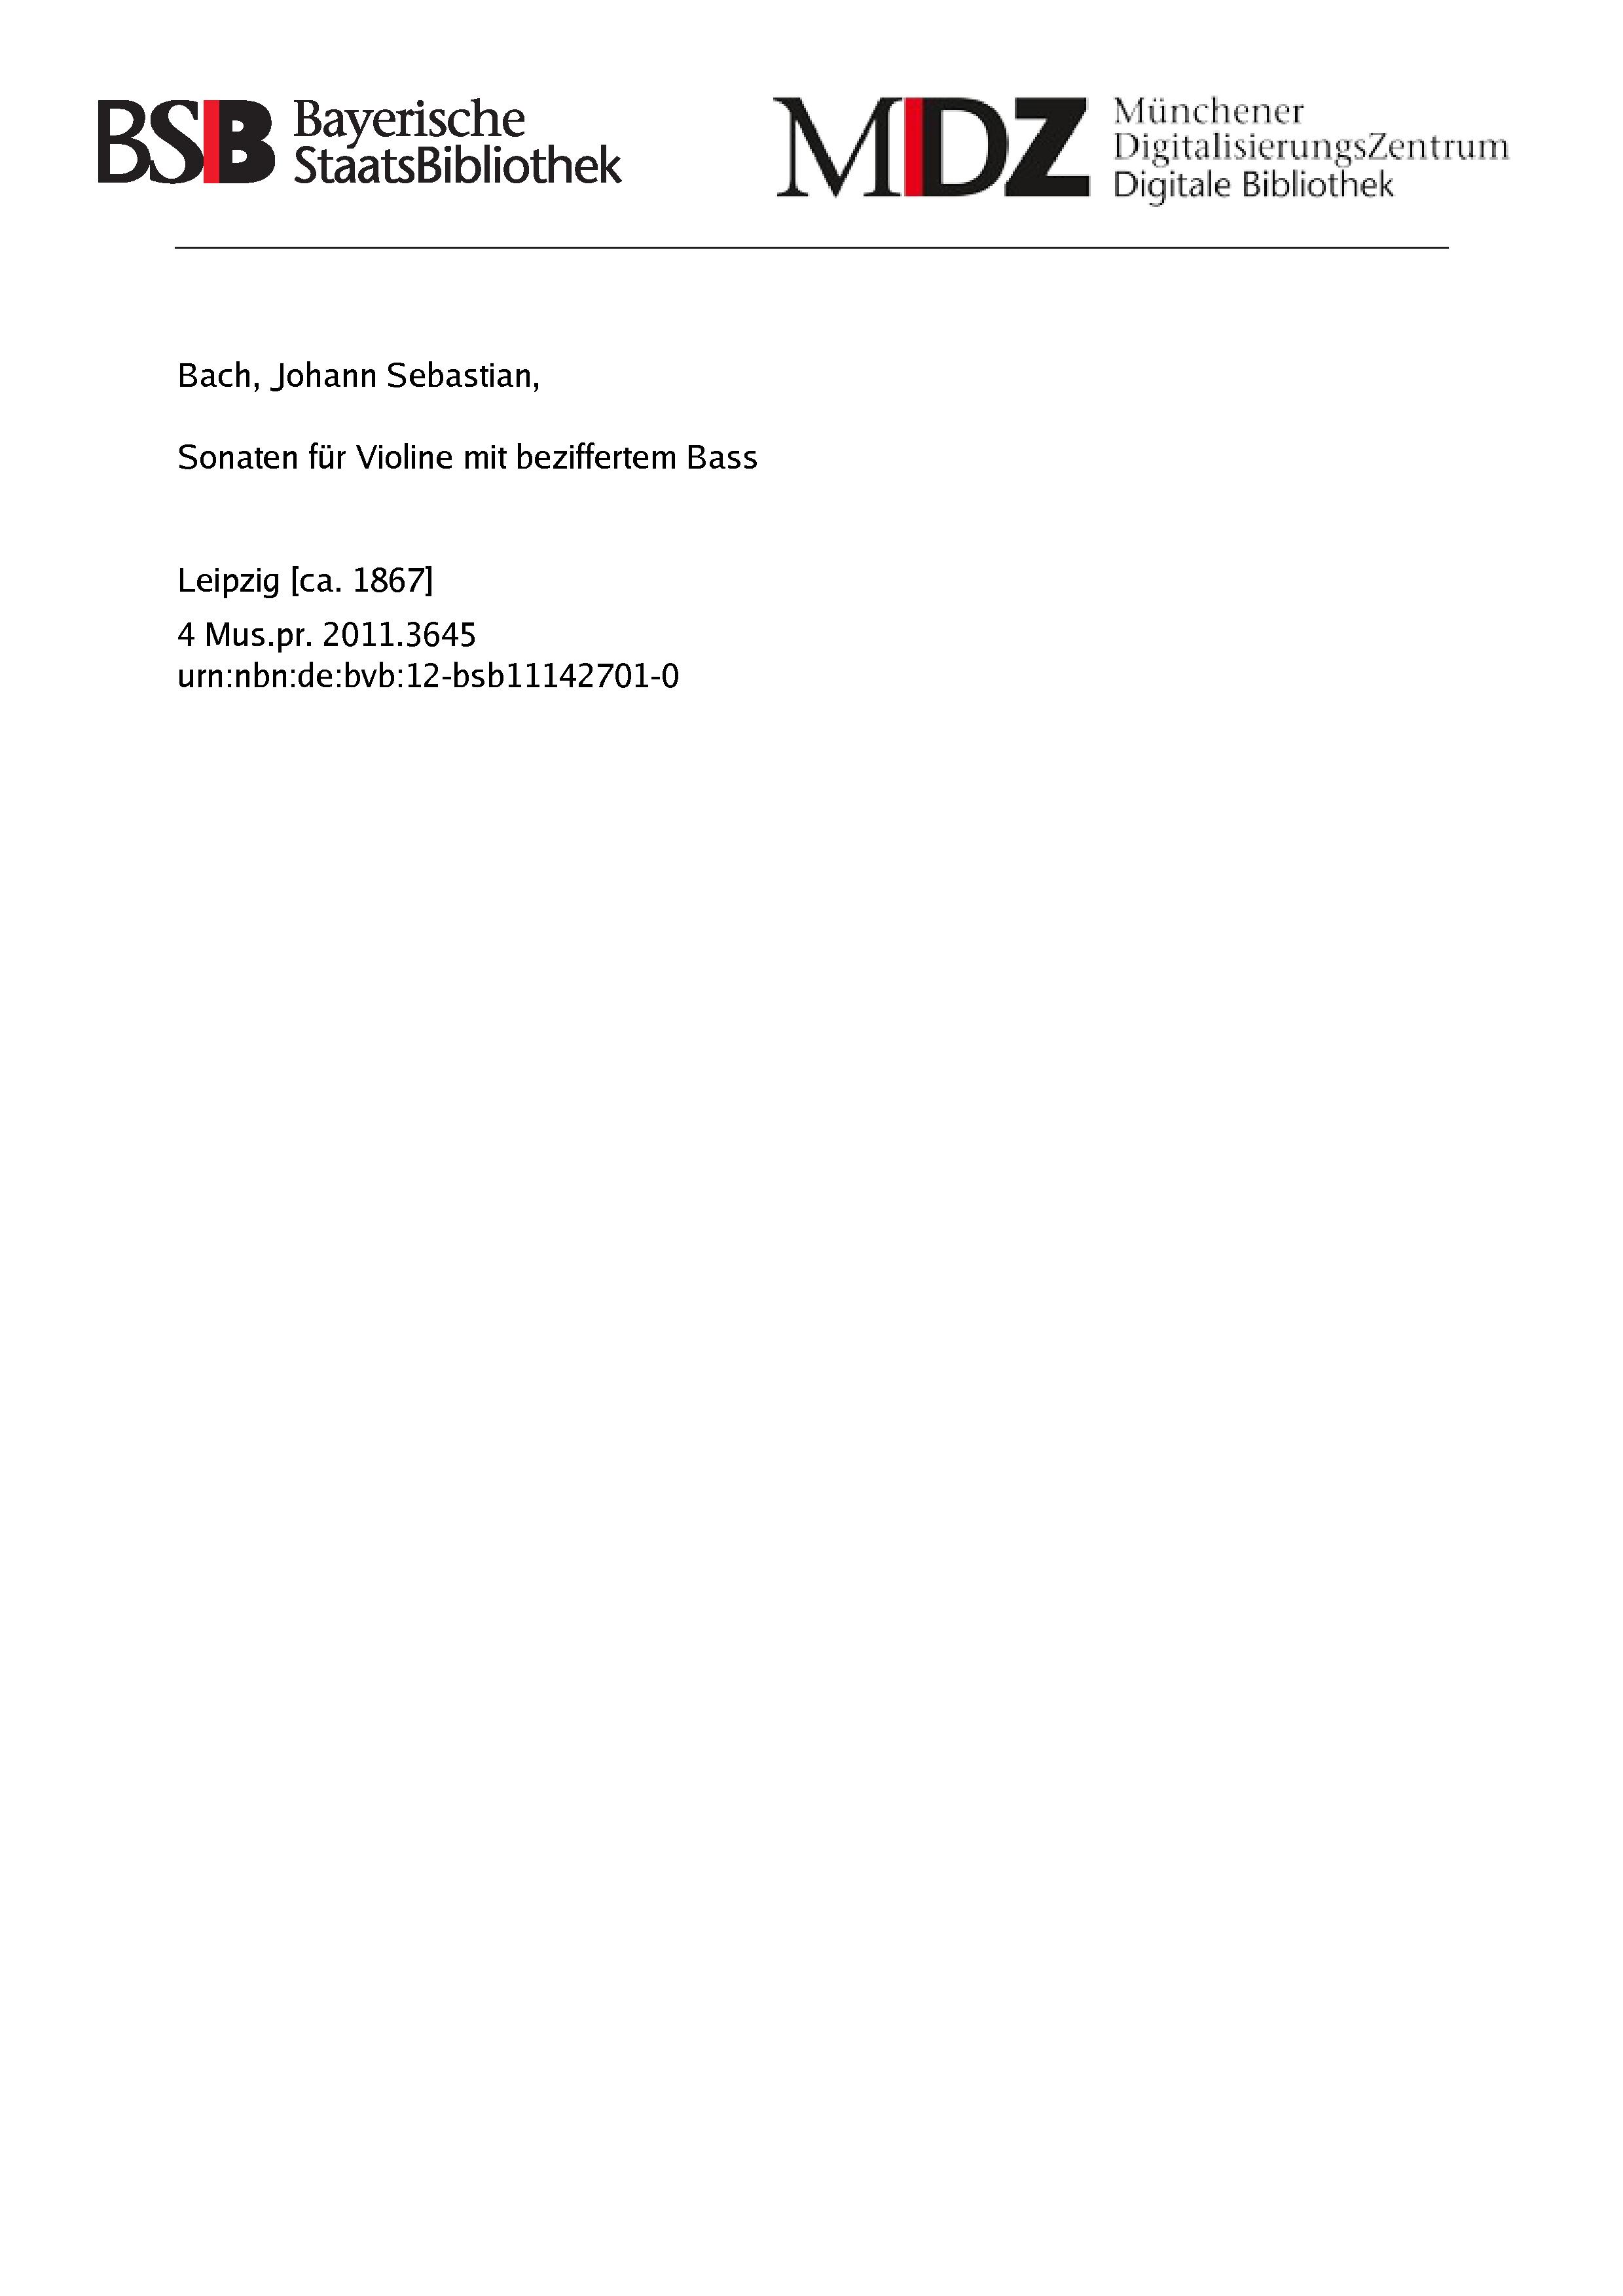 BSB Bayerische
StaatsBibliothek
MDZ Münchener
DigitalisierungsZentrum
Digitale Bibliothek
Bach, Johann Sebastian,
Sonaten für Violine mit beziffertem Bass
Leipzig [ca. 1867]
4 Mus.pr. 2011.3645
urn:nbn:de:bvb:12-bsb11142701-0